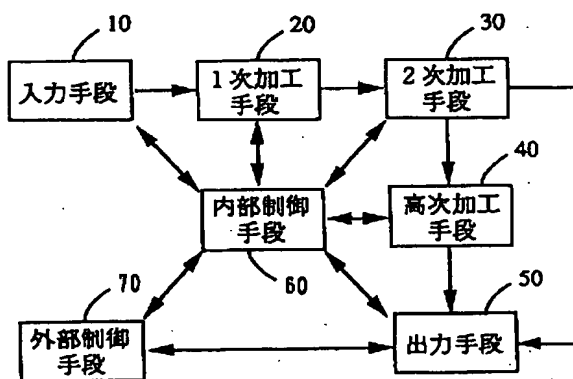 10
20
30
入力手段
1次加工
手段
2次加工
手段
40
内部制御
手段
高次加工
手段
70
60
50
外部制御
手段
出力手段